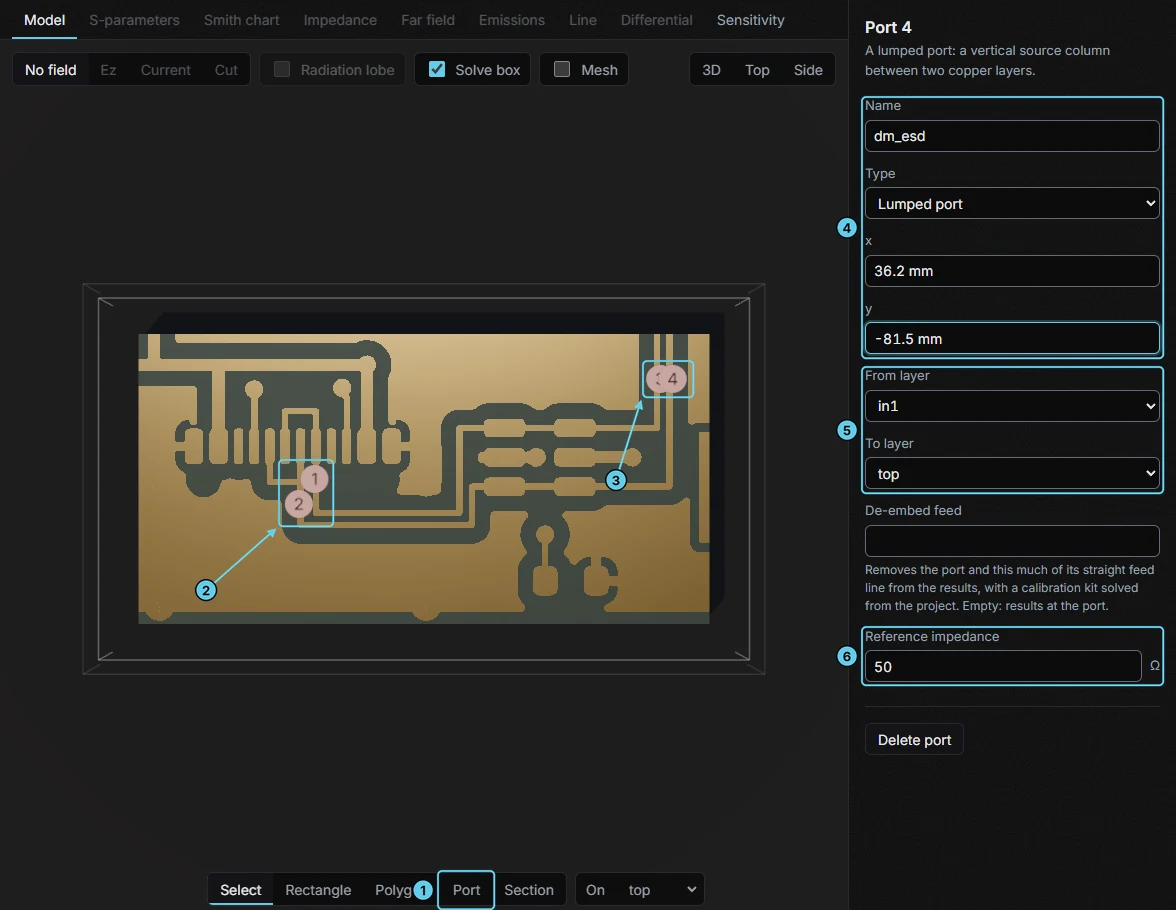 Model S-parameters Smith chart Impedance Far field Emissions Line Differential Sensitivity
No field Ez Current Cut Radiation lobe Solve box Mesh 3D Top Side
4
1
2
3
2
Select Rectangle Polyg 1 Port Section On top
Port 4
A lumped port: a vertical source column
between two copper layers.
Name
dm_esd
Type
Lumped port
4
x
36.2 mm
y
-81.5 mm
From layer
in1
5
To layer
top
De-embed feed
Removes the port and this much of its straight feed
line from the results, with a calibration kit solved
from the project. Empty: results at the port.
Reference impedance
6
50 Ω
Delete port